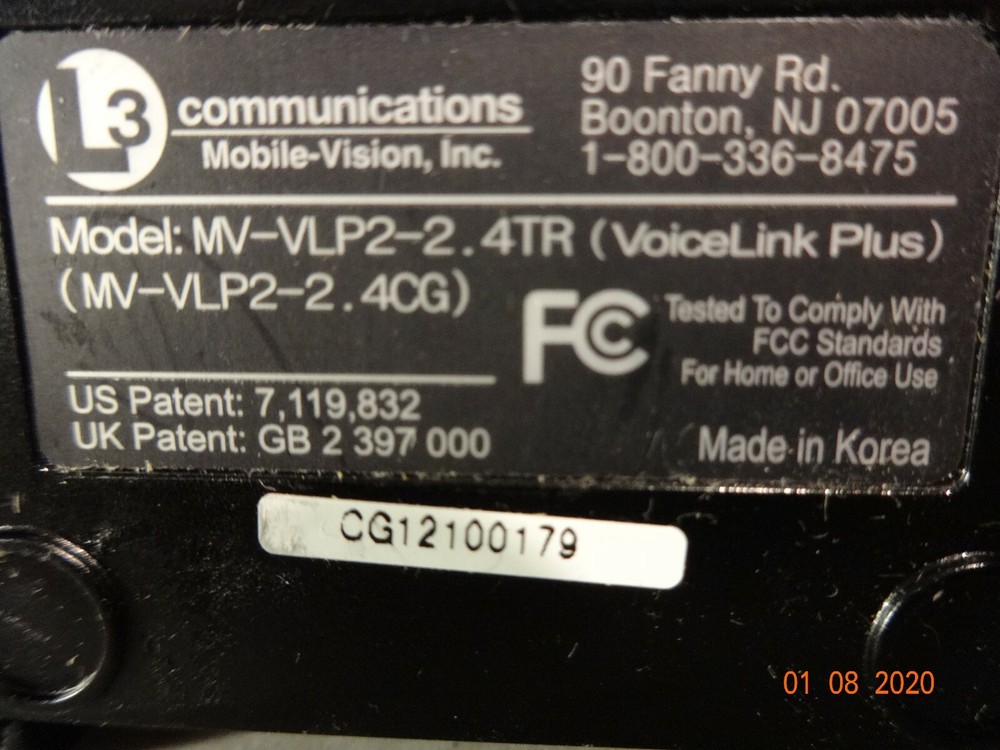 L3 communications
Mobile-Vision, Inc.
90 Fanny Rd.
Boonton, NJ 07005
1-800-336-8475
Model: MV-VLP2-2.4TR (VoiceLink Plus)
(MV-VLP2-2.4CG)
FC Tested To Comply With
FCC Standards
For Home or Office Use
US Patent: 7,119,832
UK Patent: GB 2 397 000
Made in Korea
CG12100179
01 08 2020